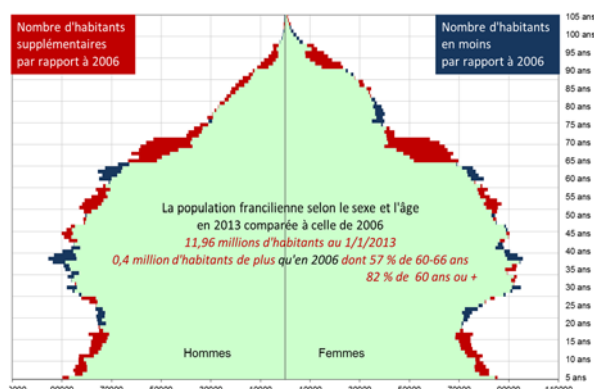 Nombre d'habitants
supplémentaires
par rapport à 2006
Nombre d'habitants
en moins
par rapport à 2006
105 ans
100 ans
95 ans
90 ans
85 ans
80 ans
75 ans
70 ans
65 ans
60 ans
55 ans
50 ans
45 ans
40 ans
35 ans
30 ans
25 ans
20 ans
15 ans
10 ans
5 ans
La population francilienne selon le sexe et l'âge
en 2013 comparée à celle de 2006
11,96 millions d'habitants au 1/1/2013
0,4 million d'habitants de plus qu'en 2006 dont 57 % de 60-66 ans
82 % de 60 ans ou +
Hommes
Femmes